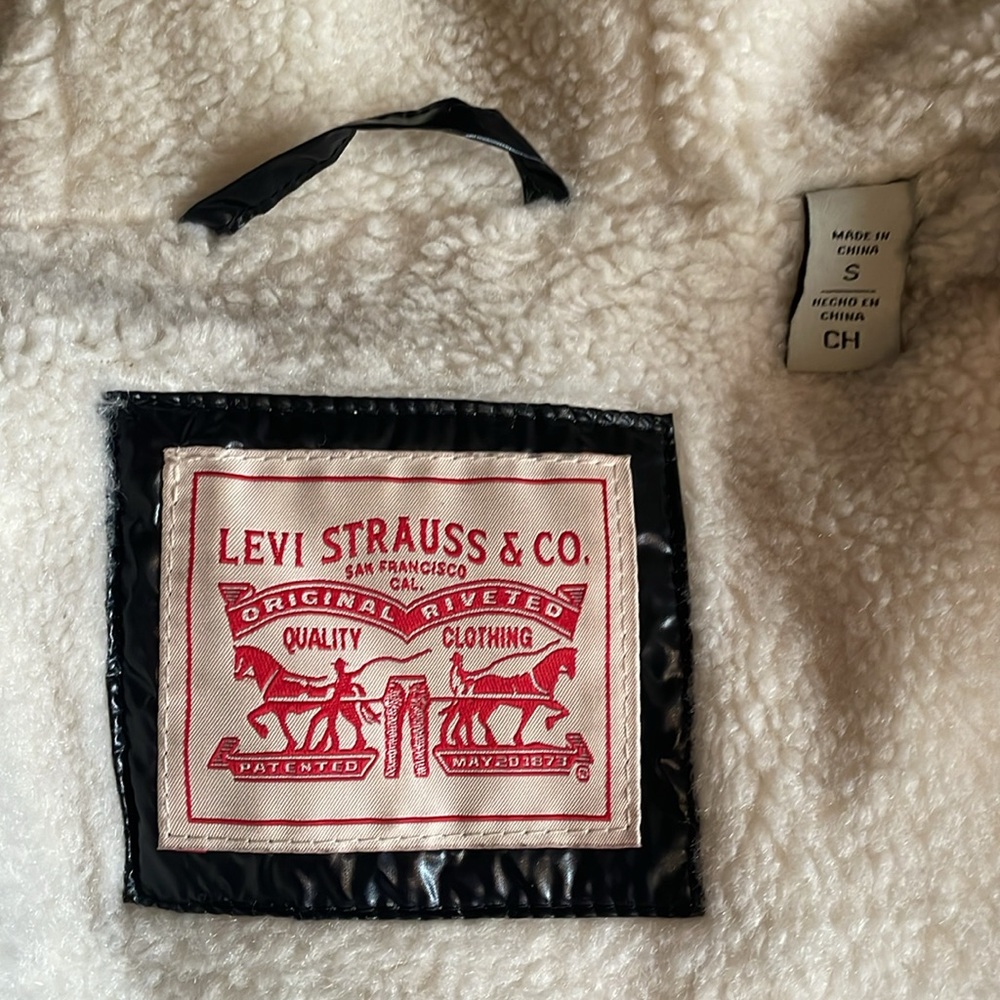 MADE IN
CHINA
S
HECHO EN
CHINA
CH
LEVI STRAUSS & CO.
SAN FRANCISCO
CAL.
ORIGINAL RIVETED
QUALITY CLOTHING
PATENTED MAY 20 1873
®